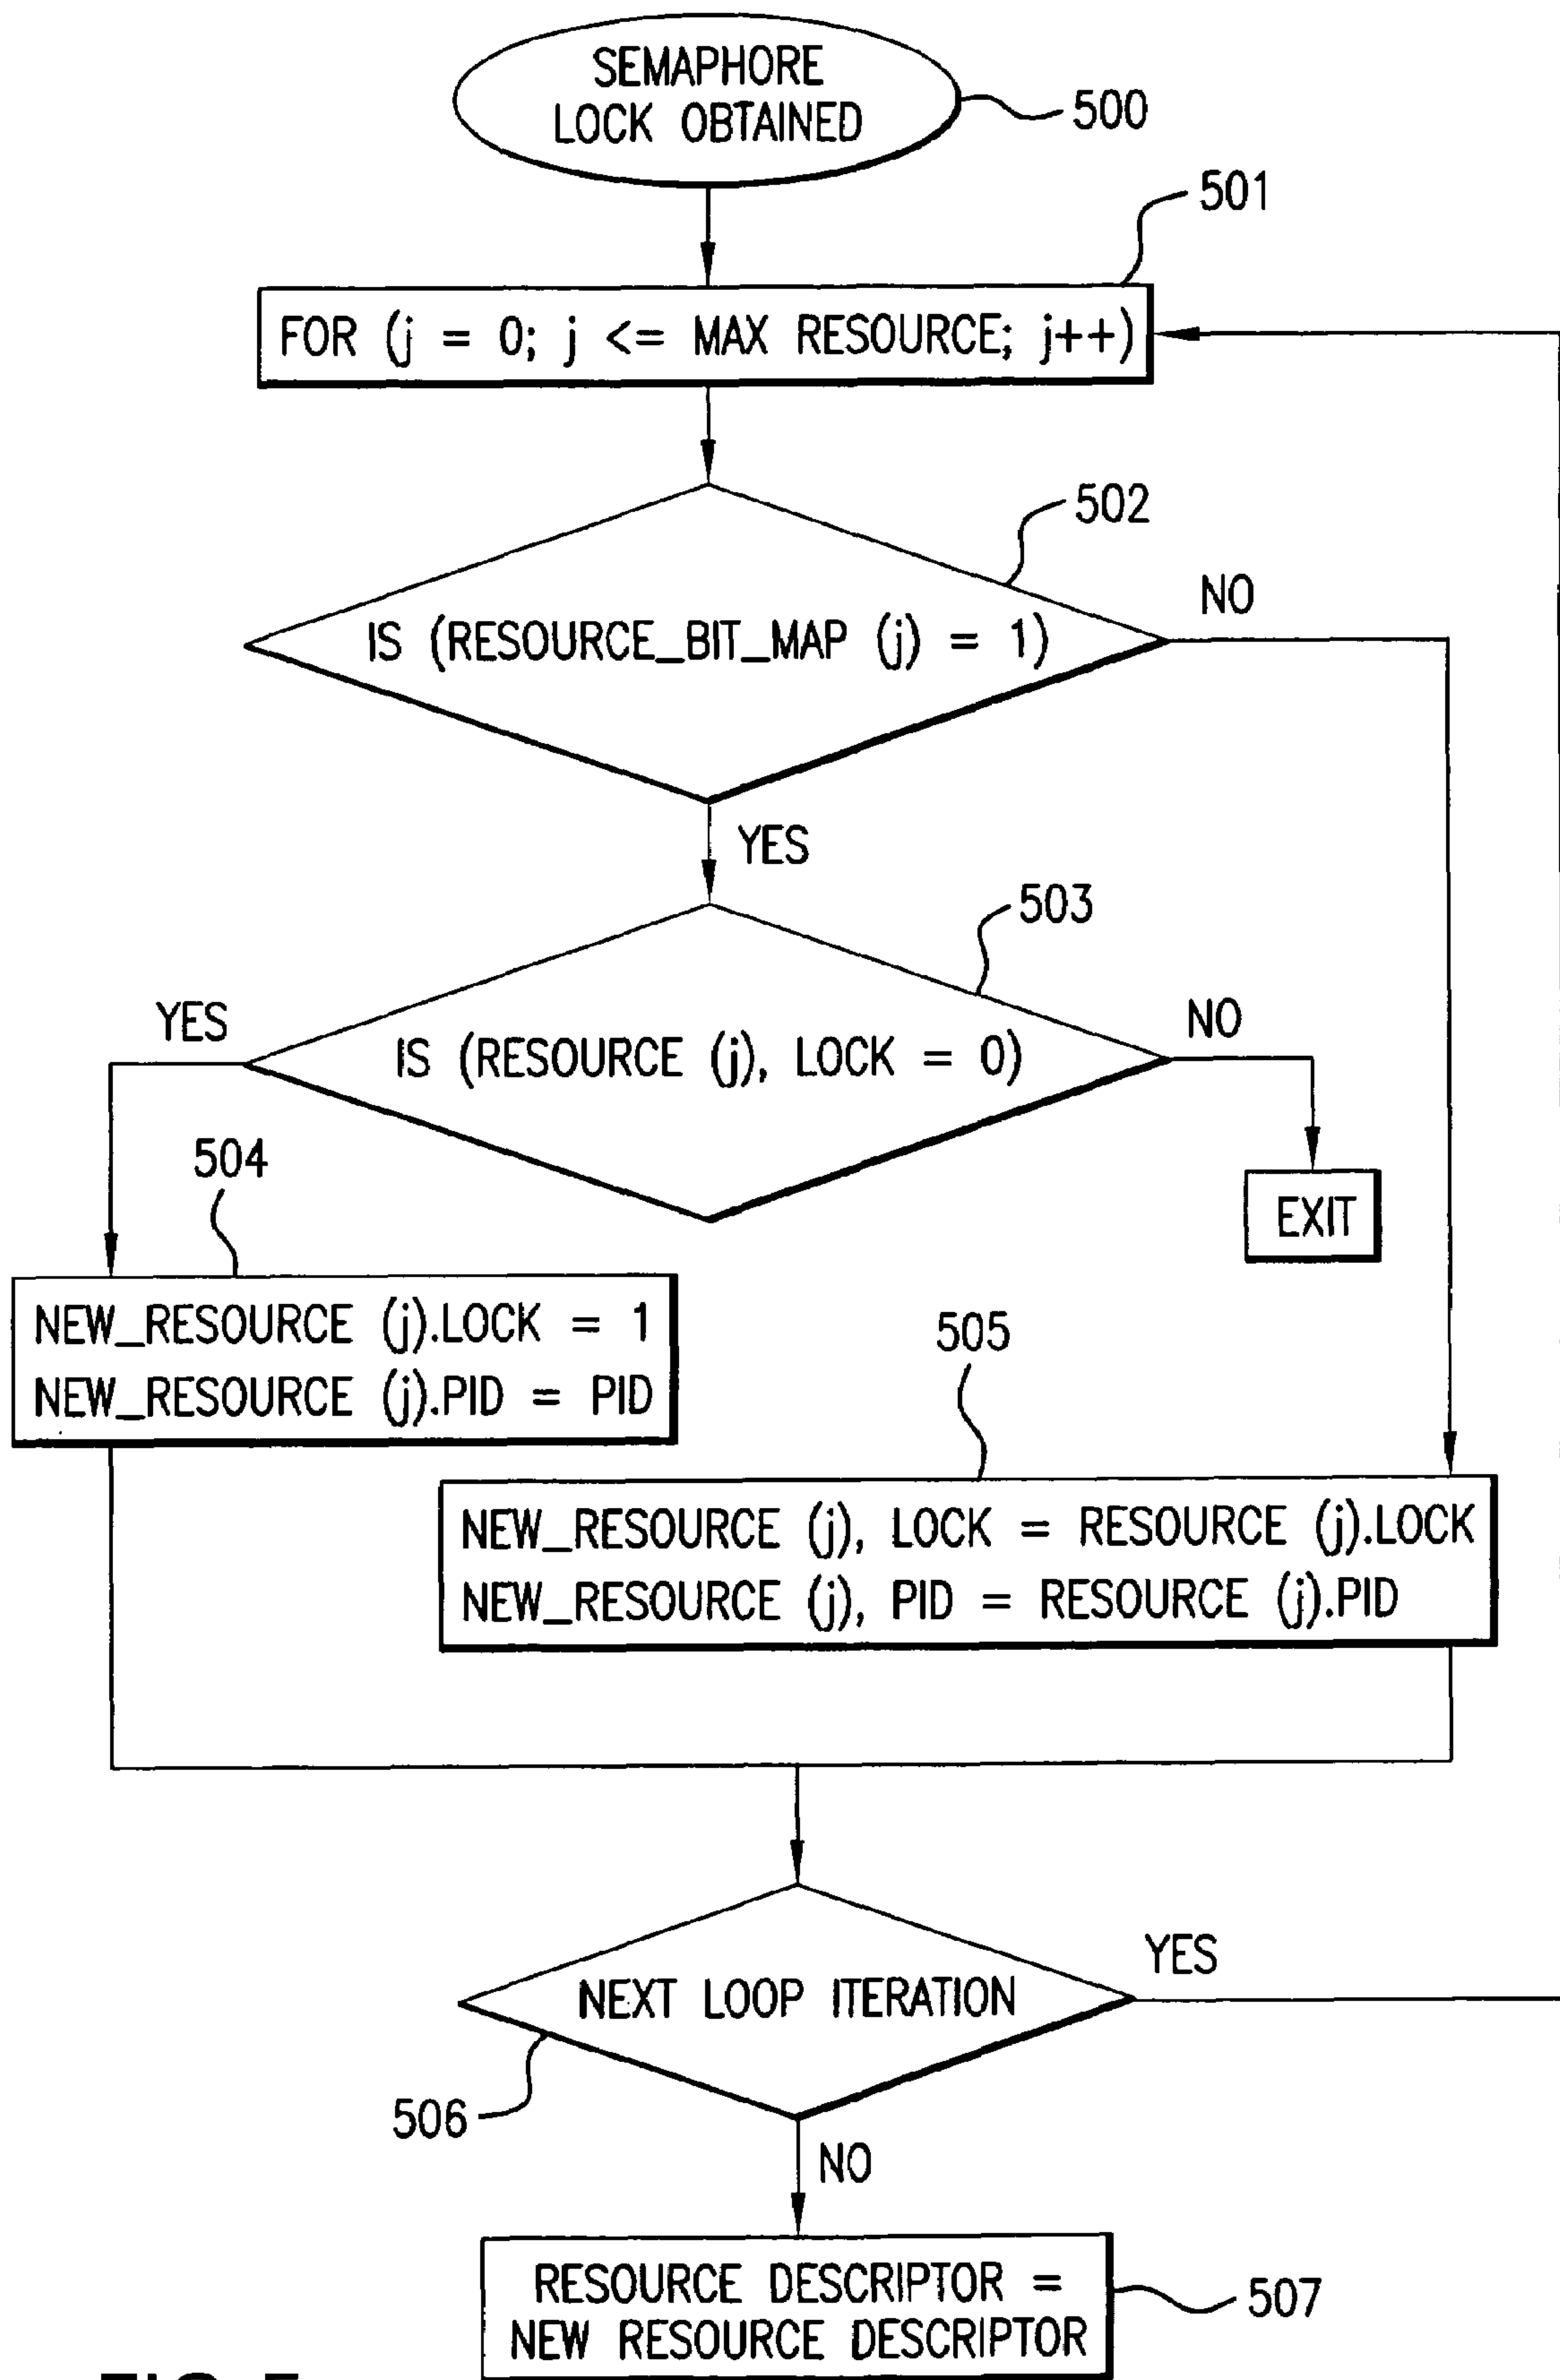 SEMAPHORE
LOCK OBTAINED
500
501
FOR (j = 0; j <= MAX RESOURCE; j++)
502
IS (RESOURCE_BIT_MAP (j) = 1)
NO
YES
503
IS (RESOURCE (j), LOCK = 0)
YES
NO
EXIT
504
NEW_RESOURCE (j).LOCK = 1
NEW_RESOURCE (j).PID = PID
505
NEW_RESOURCE (j), LOCK = RESOURCE (j).LOCK
NEW_RESOURCE (j), PID = RESOURCE (j).PID
NEXT LOOP ITERATION
YES
506
NO
RESOURCE DESCRIPTOR =
NEW RESOURCE DESCRIPTOR
507